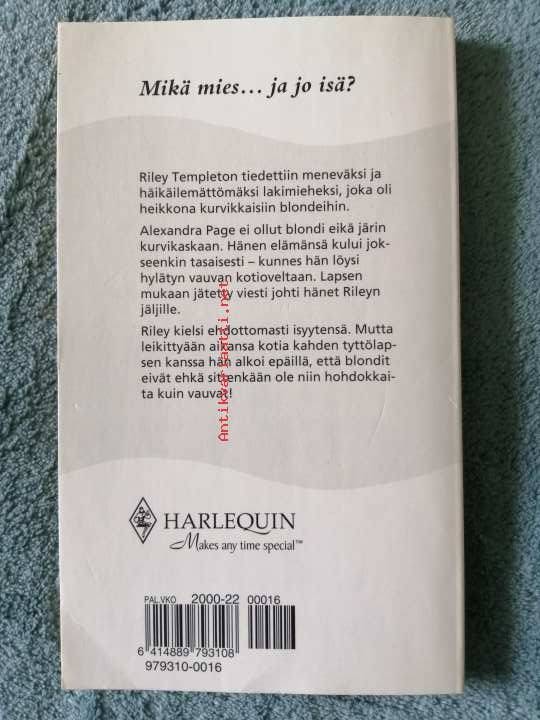 Mikä mies... ja jo isä?
Riley Templeton tiedettiin meneväksi ja
häikäilemättömäksi lakimieheksi, joka oli
heikkona kurvikkaisiin blondeihin.
Alexandra Page ei ollut blondi eikä järin
kurvikaskaan. Hänen elämänsä kului jok-
seenkin tasaisesti – kunnes hän löysi
hylätyn vauvan kotioveltaan. Lapsen
mukaan jätetty viesti johti hänet Rileyn
jäljille.
Riley kielsi ehdottomasti isyytensä. Mutta
leikittyään aikansa kotia kahden tyttölap-
sen kanssa hän alkoi epäillä, että blondit
eivät ehkä sittenkään ole niin hohdokkai-
ta kuin vauvat!
Antikvariaatti.net
HARLEQUIN
Makes any time special™
PAL.VKO 2000-22 00016
6 414889 793108
979310-0016